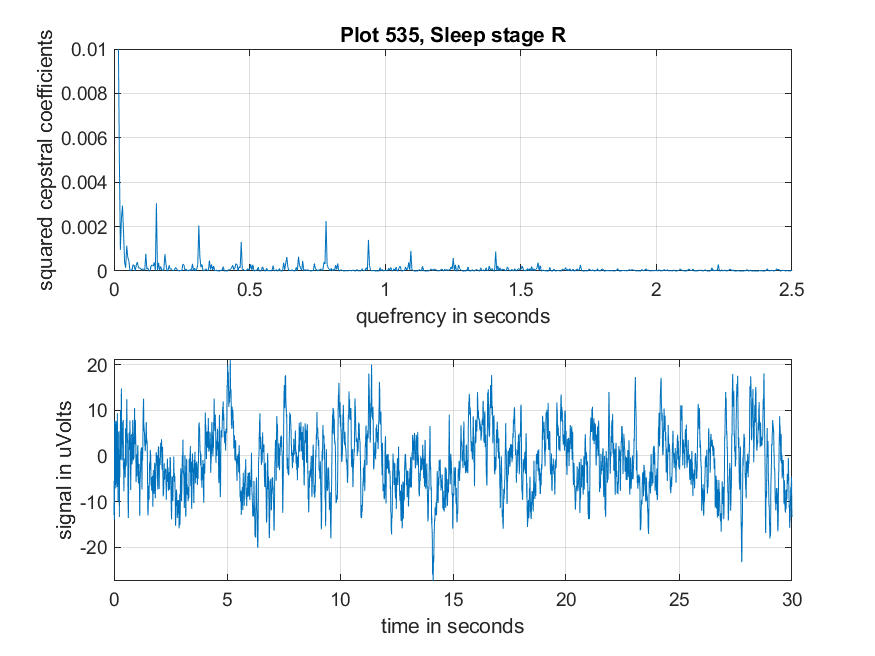 Plot 535, Sleep stage R
squared cepstral coefficients
0.01
0.008
0.006
0.004
0.002
0
0 0.5 1 1.5 2 2.5
quefrency in seconds
signal in uVolts
20
10
0
-10
-20
0 5 10 15 20 25 30
time in seconds